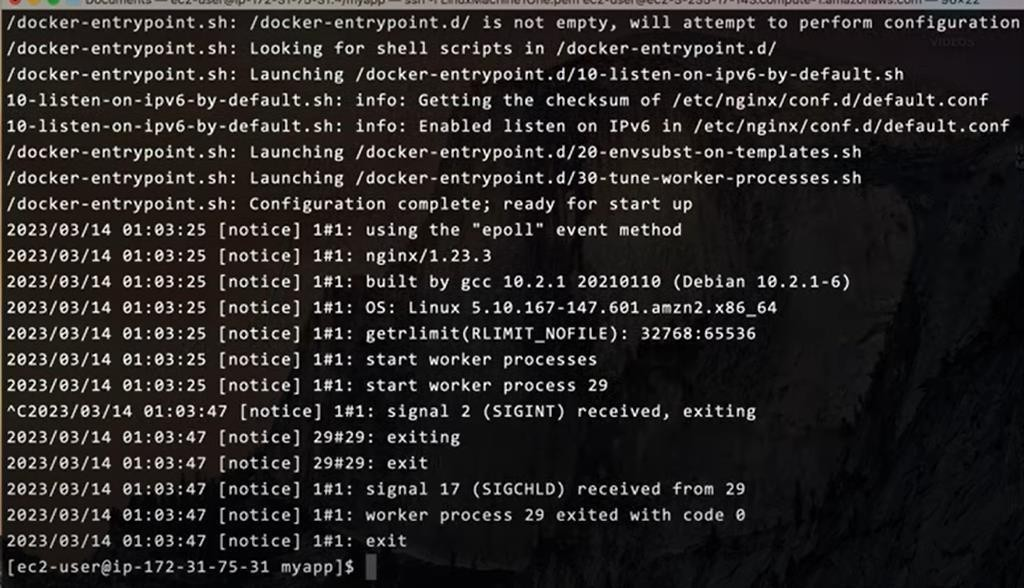 /docker-entrypoint.sh: /docker-entrypoint.d/ is not empty, will attempt to perform configuration
/docker-entrypoint.sh: Looking for shell scripts in /docker-entrypoint.d/
VIDEOS
/docker-entrypoint.sh: Launching /docker-entrypoint.d/10-listen-on-ipv6-by-default.sh
10-listen-on-ipv6-by-default.sh: info: Getting the checksum of /etc/nginx/conf.d/default.conf
10-listen-on-ipv6-by-default.sh: info: Enabled listen on IPv6 in /etc/nginx/conf.d/default.conf
/docker-entrypoint.sh: Launching /docker-entrypoint.d/20-envsubst-on-templates.sh
/docker-entrypoint.sh: Launching /docker-entrypoint.d/30-tune-worker-processes.sh
/docker-entrypoint.sh: Configuration complete; ready for start up
2023/03/14 01:03:25 [notice] 1#1: using the "epoll" event method
2023/03/14 01:03:25 [notice] 1#1: nginx/1.23.3
2023/03/14 01:03:25 [notice] 1#1: built by gcc 10.2.1 20210110 (Debian 10.2.1-6)
2023/03/14 01:03:25 [notice] 1#1: OS: Linux 5.10.167-147.601.amzn2.x86_64
2023/03/14 01:03:25 [notice] 1#1: getrlimit(RLIMIT_NOFILE): 32768:65536
2023/03/14 01:03:25 [notice] 1#1: start worker processes
2023/03/14 01:03:25 [notice] 1#1: start worker process 29
^C2023/03/14 01:03:47 [notice] 1#1: signal 2 (SIGINT) received, exiting
2023/03/14 01:03:47 [notice] 29#29: exiting
2023/03/14 01:03:47 [notice] 29#29: exit
2023/03/14 01:03:47 [notice] 1#1: signal 17 (SIGCHLD) received from 29
2023/03/14 01:03:47 [notice] 1#1: worker process 29 exited with code 0
2023/03/14 01:03:47 [notice] 1#1: exit
[ec2-user@ip-172-31-75-31 myapp]$